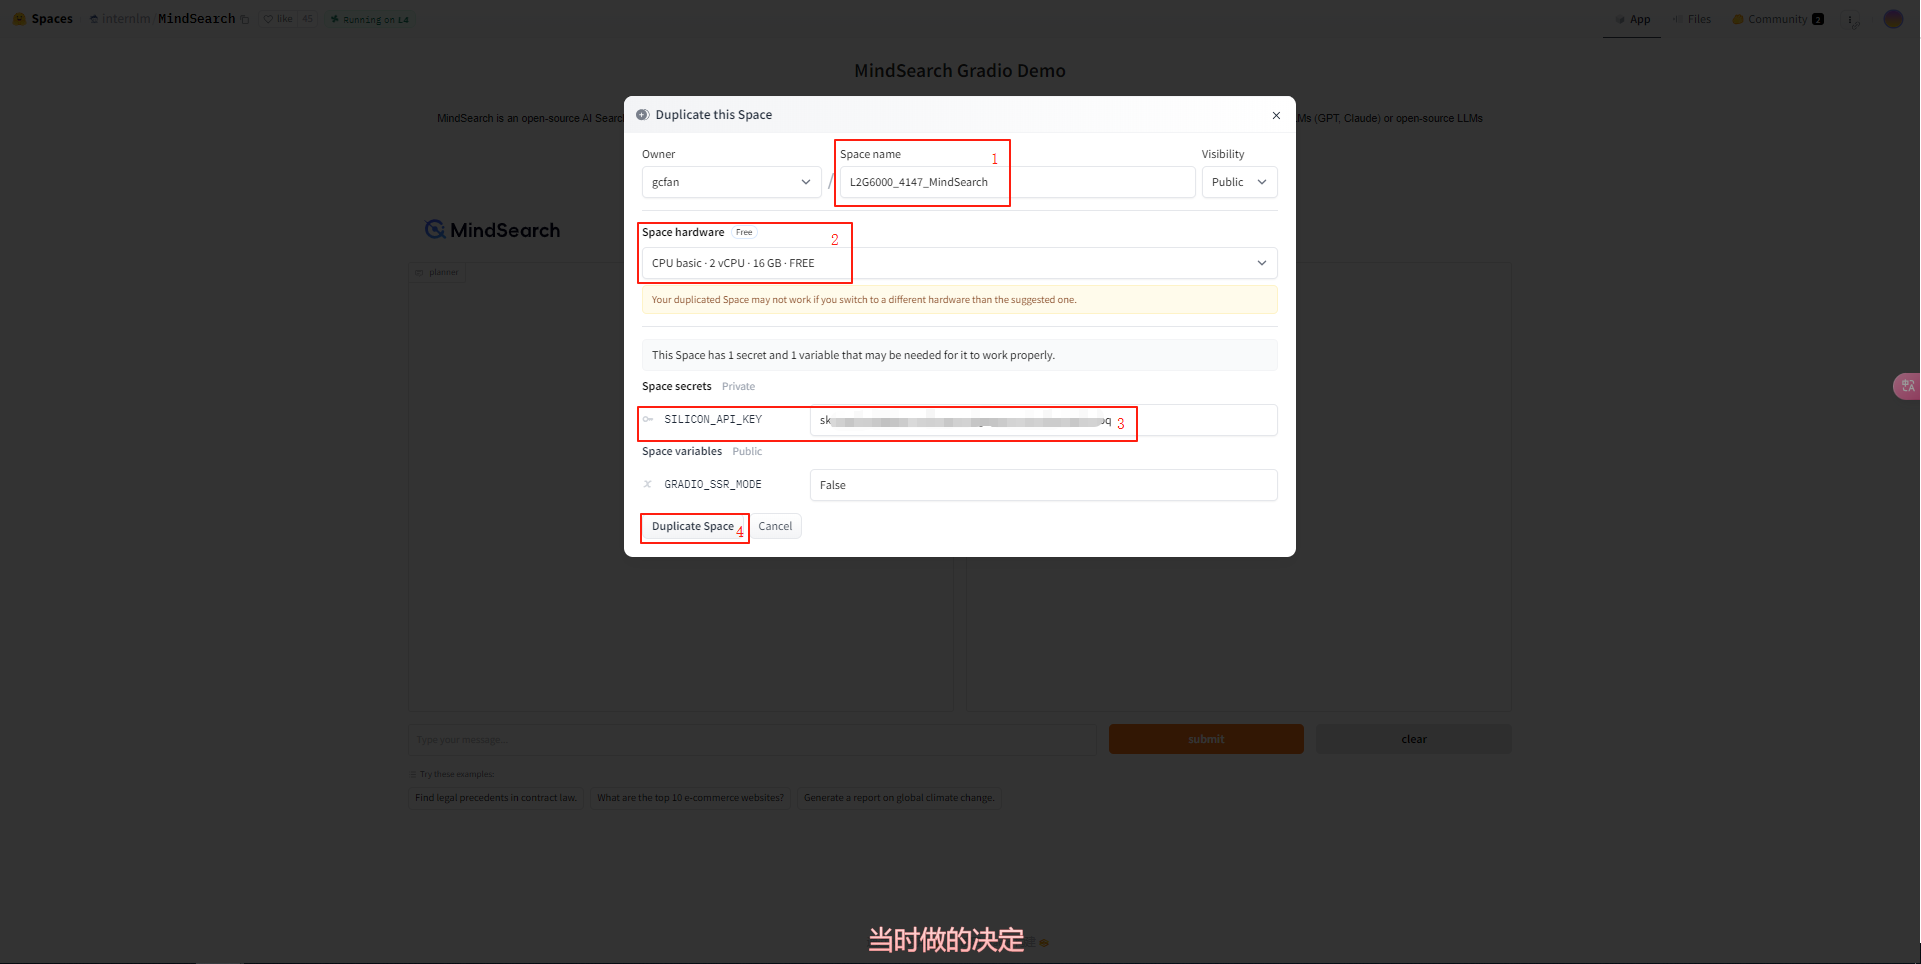 Spaces internlm/MindSearch like 45 Running on L4 App Files Community 2
MindSearch Gradio Demo
MindSearch is an open-source AI Searc Ms (GPT, Claude) or open-source LLMs
Duplicate this Space
Owner Space name 1 Visibility
gcfan / L2G6000_4147_MindSearch Public
MindSearch
Space hardware Free 2
CPU basic · 2 vCPU · 16 GB · FREE
planner
Your duplicated Space may not work if you switch to a different hardware than the suggested one.
This Space has 1 secret and 1 variable that may be needed for it to work properly.
Space secrets Private
SILICON_API_KEY sk pq 3
Space variables Public
GRADIO_SSR_MODE False
Duplicate Space 4 Cancel
Type your message... submit clear
Try these examples:
Find legal precedents in contract law. What are the top 10 e-commerce websites? Generate a report on global climate change.
当时做的决定